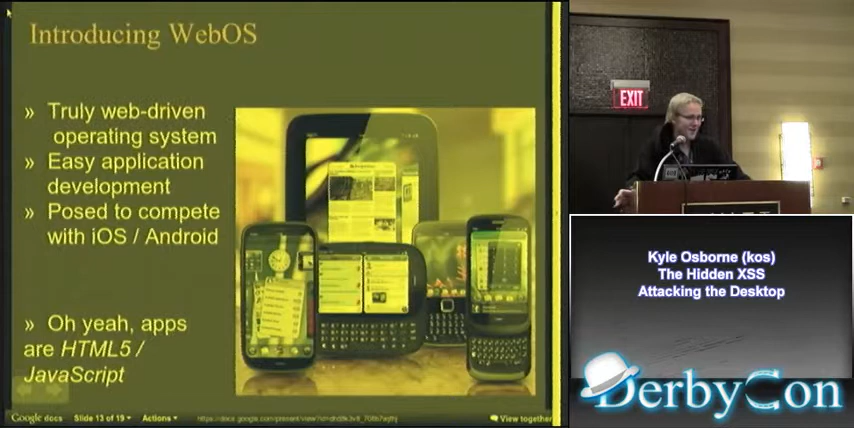 Introducing WebOS
» Truly web-driven
operating system
» Easy application
development
» Posed to compete
with iOS / Android
» Oh yeah, apps
are HTML5 /
JavaScript
Google docs Slide 13 of 19 Actions View together
EXIT
Kyle Osborne (kos)
The Hidden XSS
Attacking the Desktop
DerbyCon